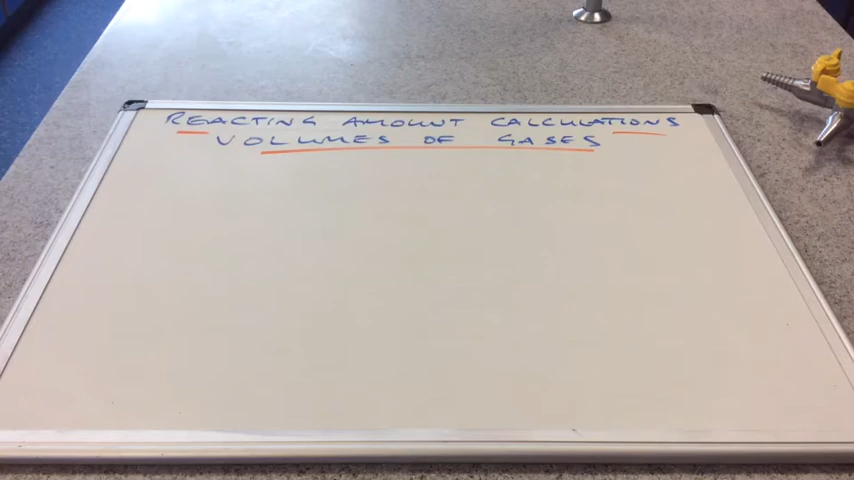 REACTING AMOUNT CALCULATIONS
VOLUMES OF GASES